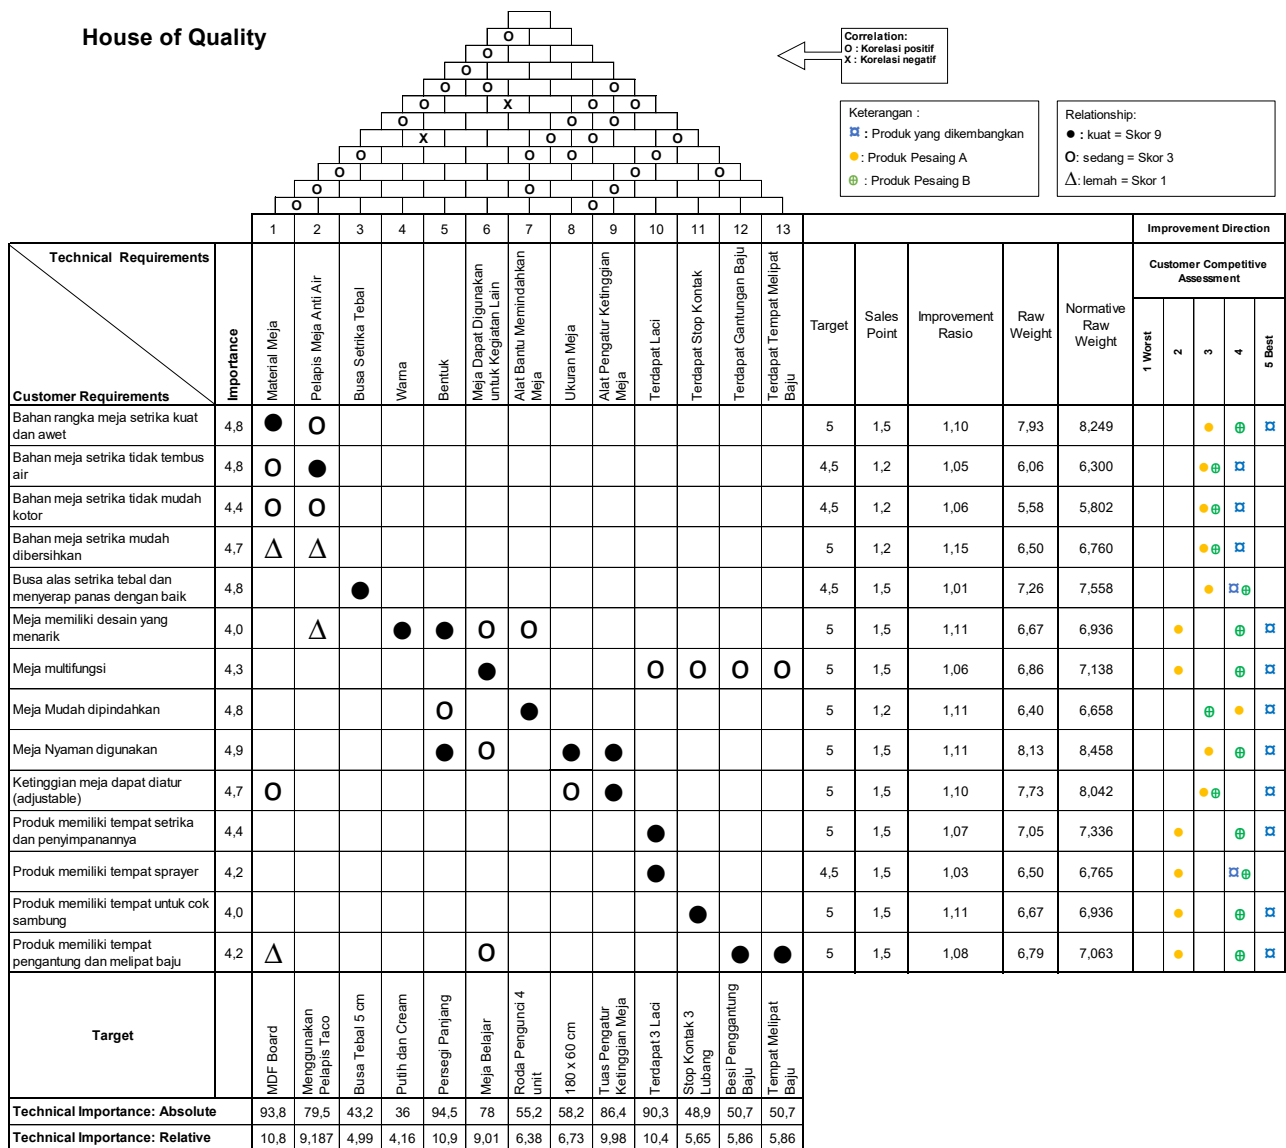 House of Quality
Correlation:
O : Korelasi positif
X : Korelasi negatif
Keterangan :
¤ : Produk yang dikembangkan
●: Produk Pesaing A
⊕ : Produk Pesaing B
Relationship:
● : kuat = Skor 9
O: sedang = Skor 3
Δ: lemah = Skor 1
O
O
O
O O O
O X O O
O O O
X O O O
O O O O
O O O
O O O
O O
1 2 3 4 5 6 7 8 9 10 11 12 13
Improvement Direction
Technical Requirements
Customer Requirements
Importance
Material Meja
Pelapis Meja Anti Air
Busa Setrika Tebal
Warna
Bentuk
Meja Dapat Digunakan
untuk Kegiatan Lain
Alat Bantu Memindahkan
Meja
Ukuran Meja
Alat Pengatur Ketinggian
Meja
Terdapat Laci
Terdapat Stop Kontak
Terdapat Gantungan Baju
Terdapat Tempat Melipat
Baju
Target
Sales
Point
Improvement
Rasio
Raw
Weight
Normative
Raw
Weight
Customer Competitive
Assessment
1 Worst
2
3
4
5 Best
Bahan rangka meja setrika kuat
dan awet
4,8 ● O 5 1,5 1,10 7,93 8,249 ● ⊕ ¤
Bahan meja setrika tidak tembus
air
4,8 O ● 4,5 1,2 1,05 6,06 6,300 ● ⊕ ¤
Bahan meja setrika tidak mudah
kotor
4,4 O O 4,5 1,2 1,06 5,58 5,802 ● ⊕ ¤
Bahan meja setrika mudah
dibersihkan
4,7 Δ Δ 5 1,2 1,15 6,50 6,760 ● ⊕ ¤
Busa alas setrika tebal dan
menyerap panas dengan baik
4,8 ● 4,5 1,5 1,01 7,26 7,558 ● ¤ ⊕
Meja memiliki desain yang
menarik
4,0 Δ ● ● O O 5 1,5 1,11 6,67 6,936 ● ⊕ ¤
Meja multifungsi
4,3 ● O O O O 5 1,5 1,06 6,86 7,138 ● ⊕ ¤
Meja Mudah dipindahkan
4,8 O ● 5 1,2 1,11 6,40 6,658 ⊕ ● ¤
Meja Nyaman digunakan
4,9 ● O ● ● 5 1,5 1,11 8,13 8,458 ● ⊕ ¤
Ketinggian meja dapat diatur
(adjustable)
4,7 O O ● 5 1,5 1,10 7,73 8,042 ● ⊕ ¤
Produk memiliki tempat setrika
dan penyimpanannya
4,4 ● 5 1,5 1,07 7,05 7,336 ● ⊕ ¤
Produk memiliki tempat sprayer
4,2 ● 4,5 1,5 1,03 6,50 6,765 ● ¤ ⊕
Produk memiliki tempat untuk cok
sambung
4,0 ● 5 1,5 1,11 6,67 6,936 ● ⊕ ¤
Produk memiliki tempat
pengantung dan melipat baju
4,2 Δ O ● ● 5 1,5 1,08 6,79 7,063 ● ⊕ ¤
Target
MDF Board
Menggunakan
Pelapis Taco
Busa Tebal 5 cm
Putih dan Cream
Persegi Panjang
Meja Belajar
Roda Pengunci 4
unit
180 x 60 cm
Tuas Pengatur
Ketinggian Meja
Terdapat 3 Laci
Stop Kontak 3
Lubang
Besi Penggantung
Baju
Tempat Melipat
Baju
Technical Importance: Absolute 93,8 79,5 43,2 36 94,5 78 55,2 58,2 86,4 90,3 48,9 50,7 50,7
Technical Importance: Relative 10,8 9,187 4,99 4,16 10,9 9,01 6,38 6,73 9,98 10,4 5,65 5,86 5,86